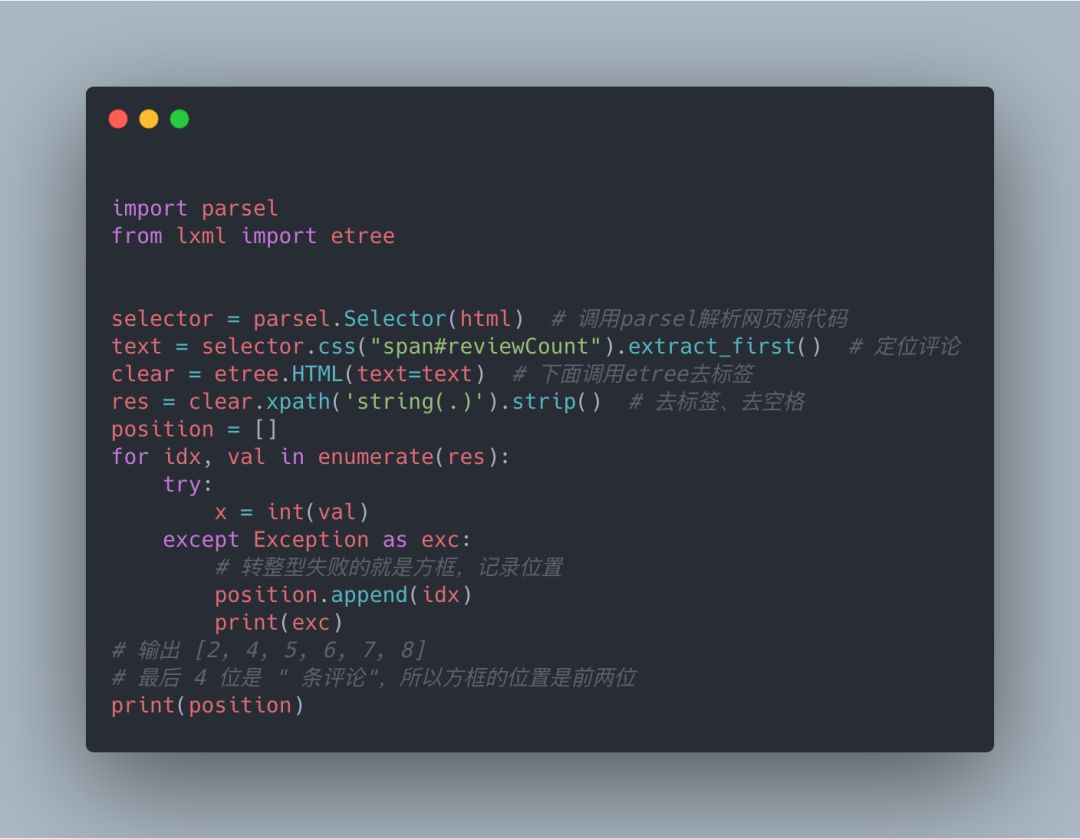 import parsel
from lxml import etree
selector = parsel.Selector(html)  # 调用parsel解析网页源代码
text = selector.css("span#reviewCount").extract_first()  # 定位评论
clear = etree.HTML(text=text)  # 下面调用etree去标签
res = clear.xpath('string(.)').strip()  # 去标签、去空格
position = []
for idx, val in enumerate(res):
    try:
        x = int(val)
    except Exception as exc:
        # 转整型失败的就是方框，记录位置
        position.append(idx)
        print(exc)
# 输出 [2, 4, 5, 6, 7, 8]
# 最后 4 位是 " 条评论"，所以方框的位置是前两位
print(position)